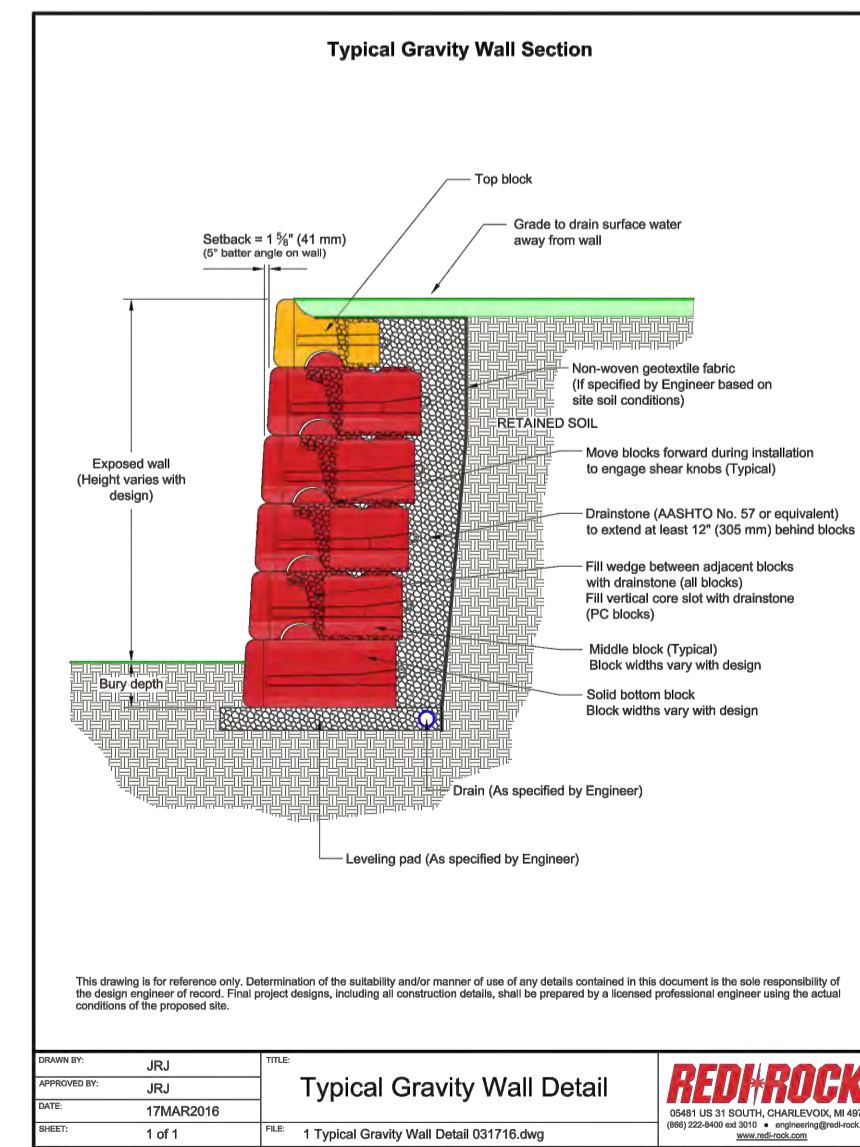 Typical Gravity Wall Section
Top block
Setback = 1 ⅝" (41 mm)
(5° batter angle on wall)
Grade to drain surface water
away from wall
Non-woven geotextile fabric
(If specified by Engineer based on
site soil conditions)
RETAINED SOIL
Move blocks forward during installation
to engage shear knobs (Typical)
Exposed wall
(Height varies with
design)
Drainstone (AASHTO No. 57 or equivalent)
to extend at least 12" (305 mm) behind blocks
Fill wedge between adjacent blocks
with drainstone (all blocks)
Fill vertical core slot with drainstone
(PC blocks)
Middle block (Typical)
Block widths vary with design
Bury depth
Solid bottom block
Block widths vary with design
Drain (As specified by Engineer)
Leveling pad (As specified by Engineer)
This drawing is for reference only. Determination of the suitability and/or manner of use of any details contained in this document is the sole responsibility of
the design engineer of record. Final project designs, including all construction details, shall be prepared by a licensed professional engineer using the actual
conditions of the proposed site.
DRAWN BY: JRJ
APPROVED BY: JRJ
DATE: 17MAR2016
SHEET: 1 of 1
TITLE:
Typical Gravity Wall Detail
FILE: 1 Typical Gravity Wall Detail 031716.dwg
REDI ROCK
05481 US 31 SOUTH, CHARLEVOIX, MI 497
(866) 222-8400 ext 3010 • engineering@redi-rock.
www.redi-rock.com